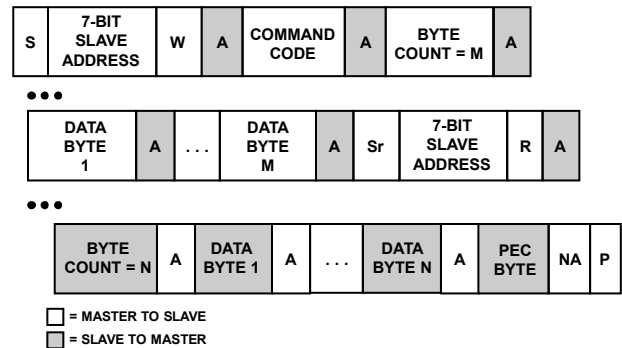 S 7-BIT SLAVE ADDRESS W A COMMAND CODE A BYTE COUNT = M A
•••
DATA BYTE 1 A ... DATA BYTE M A Sr 7-BIT SLAVE ADDRESS R A
•••
BYTE COUNT = N A DATA BYTE 1 A ... DATA BYTE N A PEC BYTE NA P
= MASTER TO SLAVE
= SLAVE TO MASTER